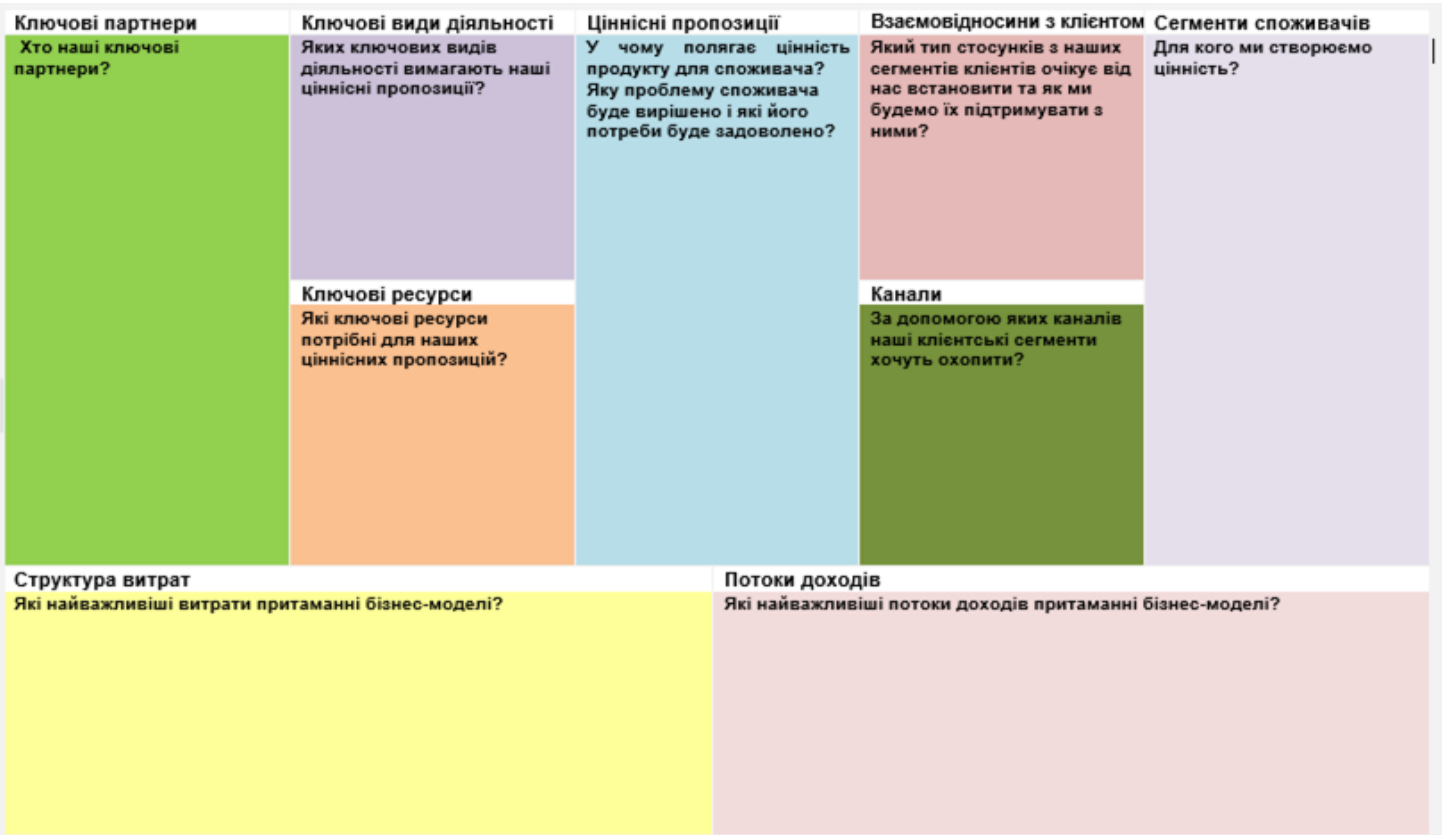 Ключові партнери
Хто наші ключові
партнери?
Ключові види діяльності
Яких ключових видів
діяльності вимагають наші
ціннісні пропозиції?
Ключові ресурси
Які ключові ресурси
потрібні для наших
ціннісних пропозицій?
Ціннісні пропозиції
У чому полягає цінність
продукту для споживача?
Яку проблему споживача
буде вирішено і які його
потреби буде задоволено?
Взаємовідносини з клієнтом
Який тип стосунків з наших
сегментів клієнтів очікує від
нас встановити та як ми
будемо їх підтримувати з
ними?
Канали
За допомогою яких каналів
наші клієнтські сегменти
хочуть охопити?
Сегменти споживачів
Для кого ми створюємо
цінність?
Структура витрат
Які найважливіші витрати притаманні бізнес-моделі?
Потоки доходів
Які найважливіші потоки доходів притаманні бізнес-моделі?